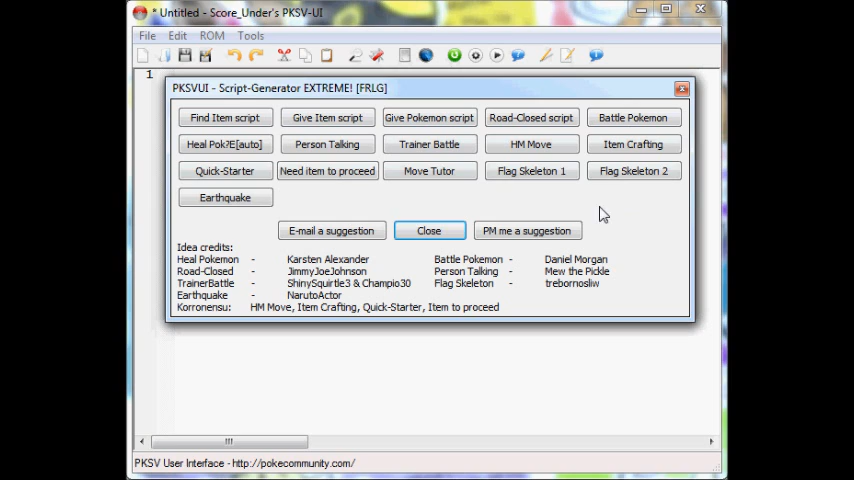 * Untitled - Score_Under's PKSV-UI
File Edit ROM Tools
1
PKSVUI - Script-Generator EXTREME! [FRLG]
Find Item script Give Item script Give Pokemon script Road-Closed script Battle Pokemon
Heal Pok?E[auto] Person Talking Trainer Battle HM Move Item Crafting
Quick-Starter Need item to proceed Move Tutor Flag Skeleton 1 Flag Skeleton 2
Earthquake
E-mail a suggestion Close PM me a suggestion
Idea credits:
Heal Pokemon - Karsten Alexander Battle Pokemon - Daniel Morgan
Road-Closed - JimmyJoeJohnson Person Talking - Mew the Pickle
TrainerBattle - ShinySquirtle3 & Champio30 Flag Skeleton - trebornosliw
Earthquake - NarutoActor
Korronensu: HM Move, Item Crafting, Quick-Starter, Item to proceed
PKSV User Interface - http://pokecommunity.com/